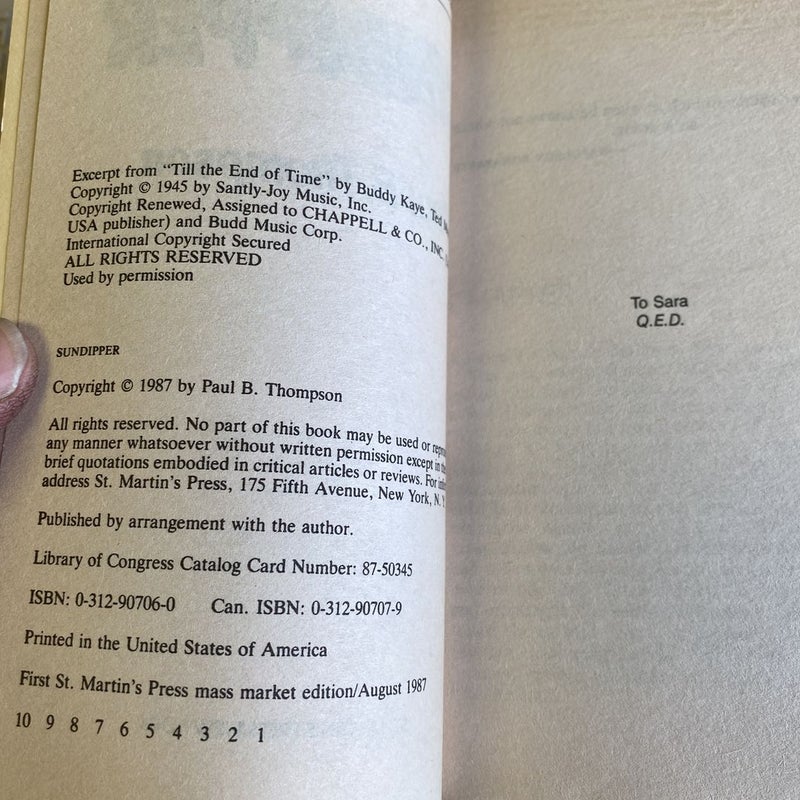 Excerpt from "Till the End of Time" by Buddy Kaye, Ted
Copyright © 1945 by Santly-Joy Music, Inc.
Copyright Renewed, Assigned to CHAPPELL & CO., INC
USA publisher) and Budd Music Corp.
International Copyright Secured
ALL RIGHTS RESERVED
Used by permission
SUNDIPPER
Copyright © 1987 by Paul B. Thompson
All rights reserved. No part of this book may be used or
any manner whatsoever without written permission except in
brief quotations embodied in critical articles or reviews. For
address St. Martin's Press, 175 Fifth Avenue, New York, N.Y.
Published by arrangement with the author.
Library of Congress Catalog Card Number: 87-50345
ISBN: 0-312-90706-0 Can. ISBN: 0-312-90707-9
Printed in the United States of America
First St. Martin's Press mass market edition/August 1987
10 9 8 7 6 5 4 3 2 1
To Sara
Q.E.D.